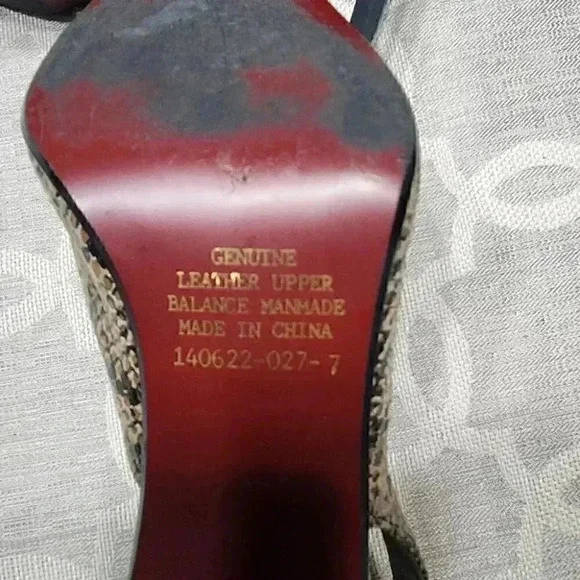 GENUINE
LEATHER UPPER
BALANCE MANMADE
MADE IN CHINA
140622-027-7